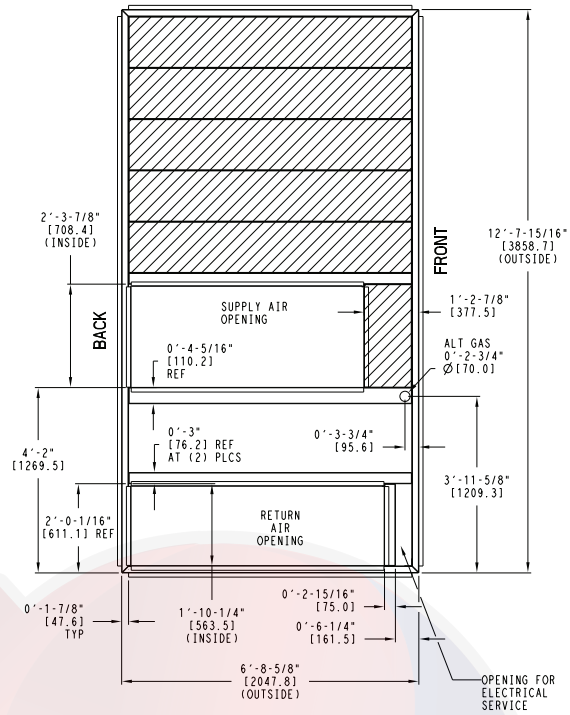 2'-3-7/8"
[708.4]
(INSIDE)
BACK
SUPPLY AIR
OPENING
0'-4-5/16"
[110.2]
REF
FRONT
12'-7-15/16"
[3858.7]
(OUTSIDE)
1'-2-7/8"
[377.5]
ALT GAS
0'-2-3/4"
Ø[70.0]
4'-2"
[1269.5]
0'-3"
[76.2] REF
AT (2) PLCS
0'-3-3/4"
[95.6]
3'-11-5/8"
[1209.3]
2'-0-1/16"
[611.1] REF
RETURN
AIR
OPENING
0'-1-7/8"
[47.6]
TYP
1'-10-1/4"
[563.5]
(INSIDE)
0'-2-15/16"
[75.0]
0'-6-1/4"
[161.5]
6'-8-5/8"
[2047.8]
(OUTSIDE)
OPENING FOR
ELECTRICAL
SERVICE